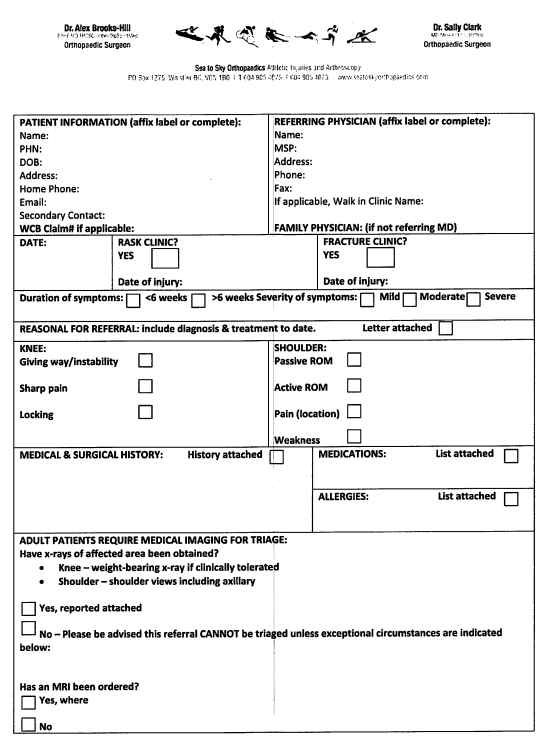 Dr. Alex Brooks-Hill
Orthopaedic Surgeon
Dr. Sally Clark
Orthopaedic Surgeon
Sea to Sky Orthopaedics Athletic Injuries and Arthroscopy
PO Box 1275 Whistler BC, V0N 1B0 T 604 905 4075 F 604 905 4073 www.seatoskyorthopaedics.com
PATIENT INFORMATION (affix label or complete):
Name:
PHN:
DOB:
Address:
Home Phone:
Email:
Secondary Contact:
WCB Claim# if applicable:
REFERRING PHYSICIAN (affix label or complete):
Name:
MSP:
Address:
Phone:
Fax:
If applicable, Walk in Clinic Name:
FAMILY PHYSICIAN: (if not referring MD)
DATE:
RASK CLINIC?
YES
Date of injury:
FRACTURE CLINIC?
YES
Date of injury:
Duration of symptoms: <6 weeks >6 weeks Severity of symptoms: Mild Moderate Severe
REASONAL FOR REFERRAL: include diagnosis & treatment to date. Letter attached
KNEE:
Giving way/instability
Sharp pain
Locking
SHOULDER:
Passive ROM
Active ROM
Pain (location)
Weakness
MEDICAL & SURGICAL HISTORY: History attached
MEDICATIONS: List attached
ALLERGIES: List attached
ADULT PATIENTS REQUIRE MEDICAL IMAGING FOR TRIAGE:
Have x-rays of affected area been obtained?
• Knee – weight-bearing x-ray if clinically tolerated
• Shoulder – shoulder views including axillary
Yes, reported attached
No – Please be advised this referral CANNOT be triaged unless exceptional circumstances are indicated
below:
Has an MRI been ordered?
Yes, where
No